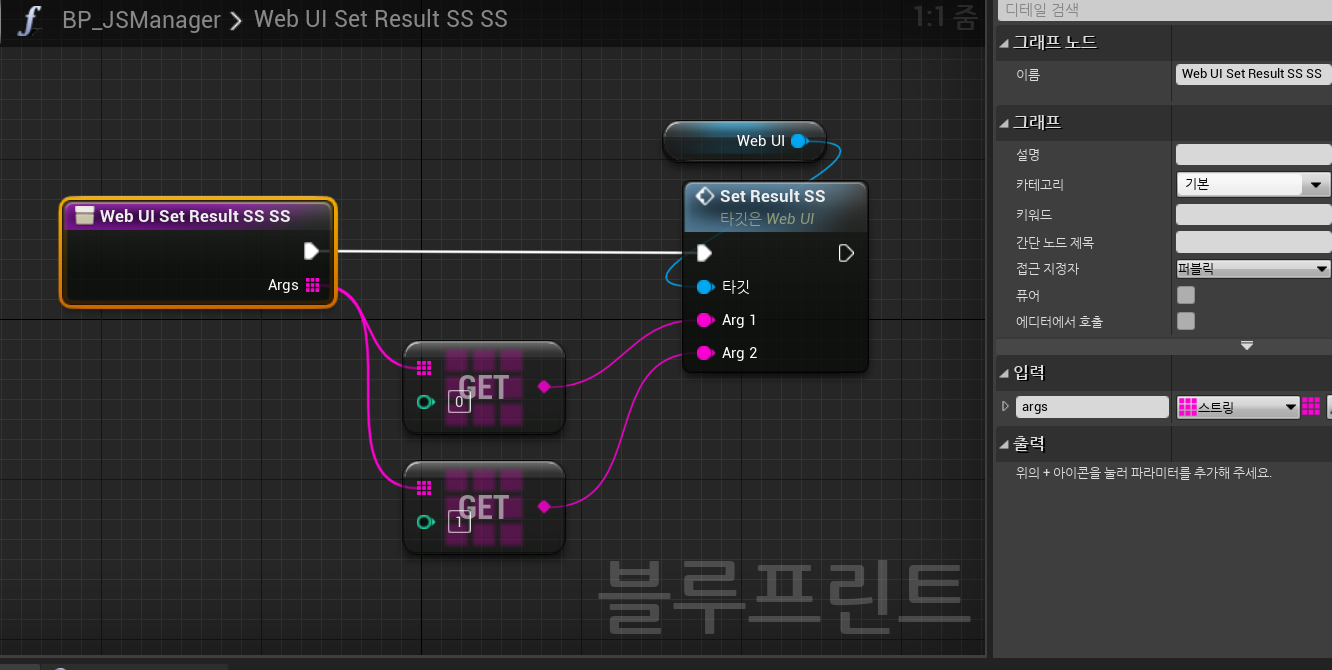 BP_JSManager > Web UI Set Result SS SS
1:1 줌
Web UI
Set Result SS
타깃은 Web UI
타깃
Arg 1
Arg 2
Web UI Set Result SS SS
Args
GET
0
GET
1
블루프린트
디테일 검색
그래프 노드
이름 Web UI Set Result SS SS
그래프
설명
카테고리 기본
키워드
간단 노드 제목
접근 지정자 퍼블릭
퓨어
에디터에서 호출
입력
args 스트링
출력
위의 + 아이콘을 눌러 파라미터를 추가해 주세요.